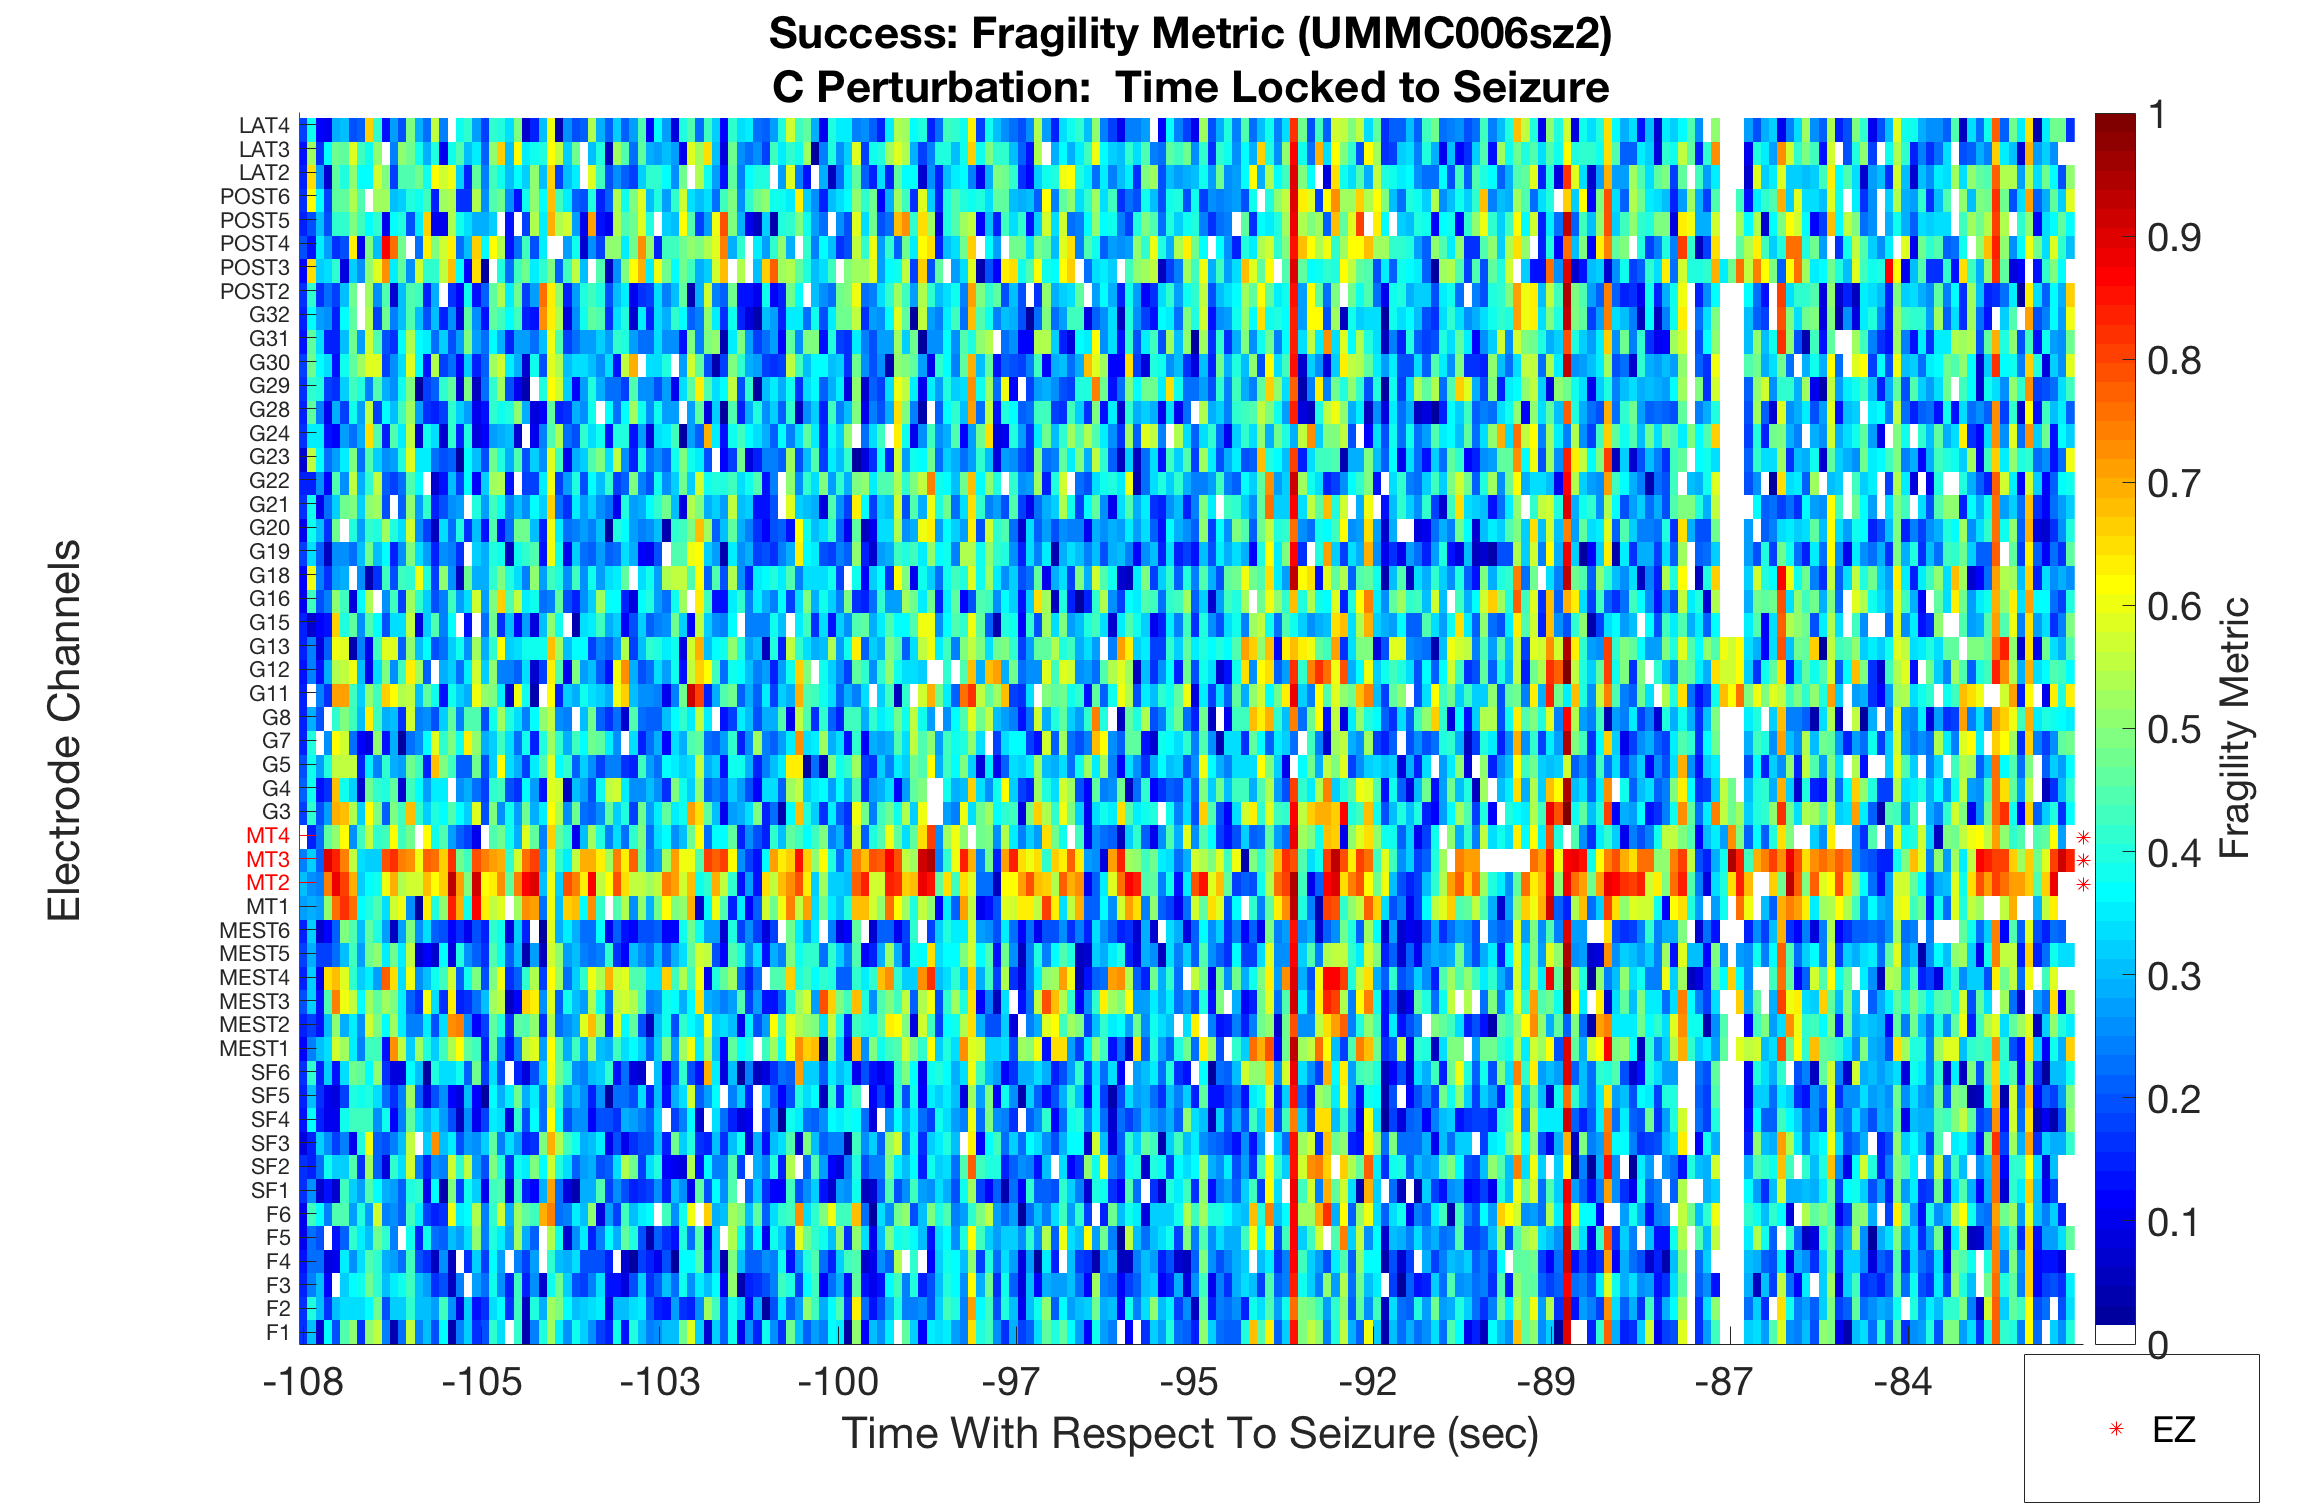 Success: Fragility Metric (UMMC006sz2)
C Perturbation:  Time Locked to Seizure
Electrode Channels
LAT4
LAT3
LAT2
POST6
POST5
POST4
POST3
POST2
G32
G31
G30
G29
G28
G24
G23
G22
G21
G20
G19
G18
G16
G15
G13
G12
G11
G8
G7
G5
G4
G3
MT4
MT3
MT2
MT1
MEST6
MEST5
MEST4
MEST3
MEST2
MEST1
SF6
SF5
SF4
SF3
SF2
SF1
F6
F5
F4
F3
F2
F1
-108 -105 -103 -100 -97 -95 -92 -89 -87 -84
Time With Respect To Seizure (sec)
1
0.9
0.8
0.7
0.6
0.5
0.4
0.3
0.2
0.1
0
Fragility Metric
EZ